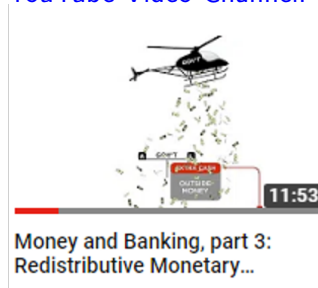 YouTube Video Channel
GOV'T
GOV'T
EXTRA CASH
OUTSIDE-
MONEY
11:53
Money and Banking, part 3:
Redistributive Monetary...